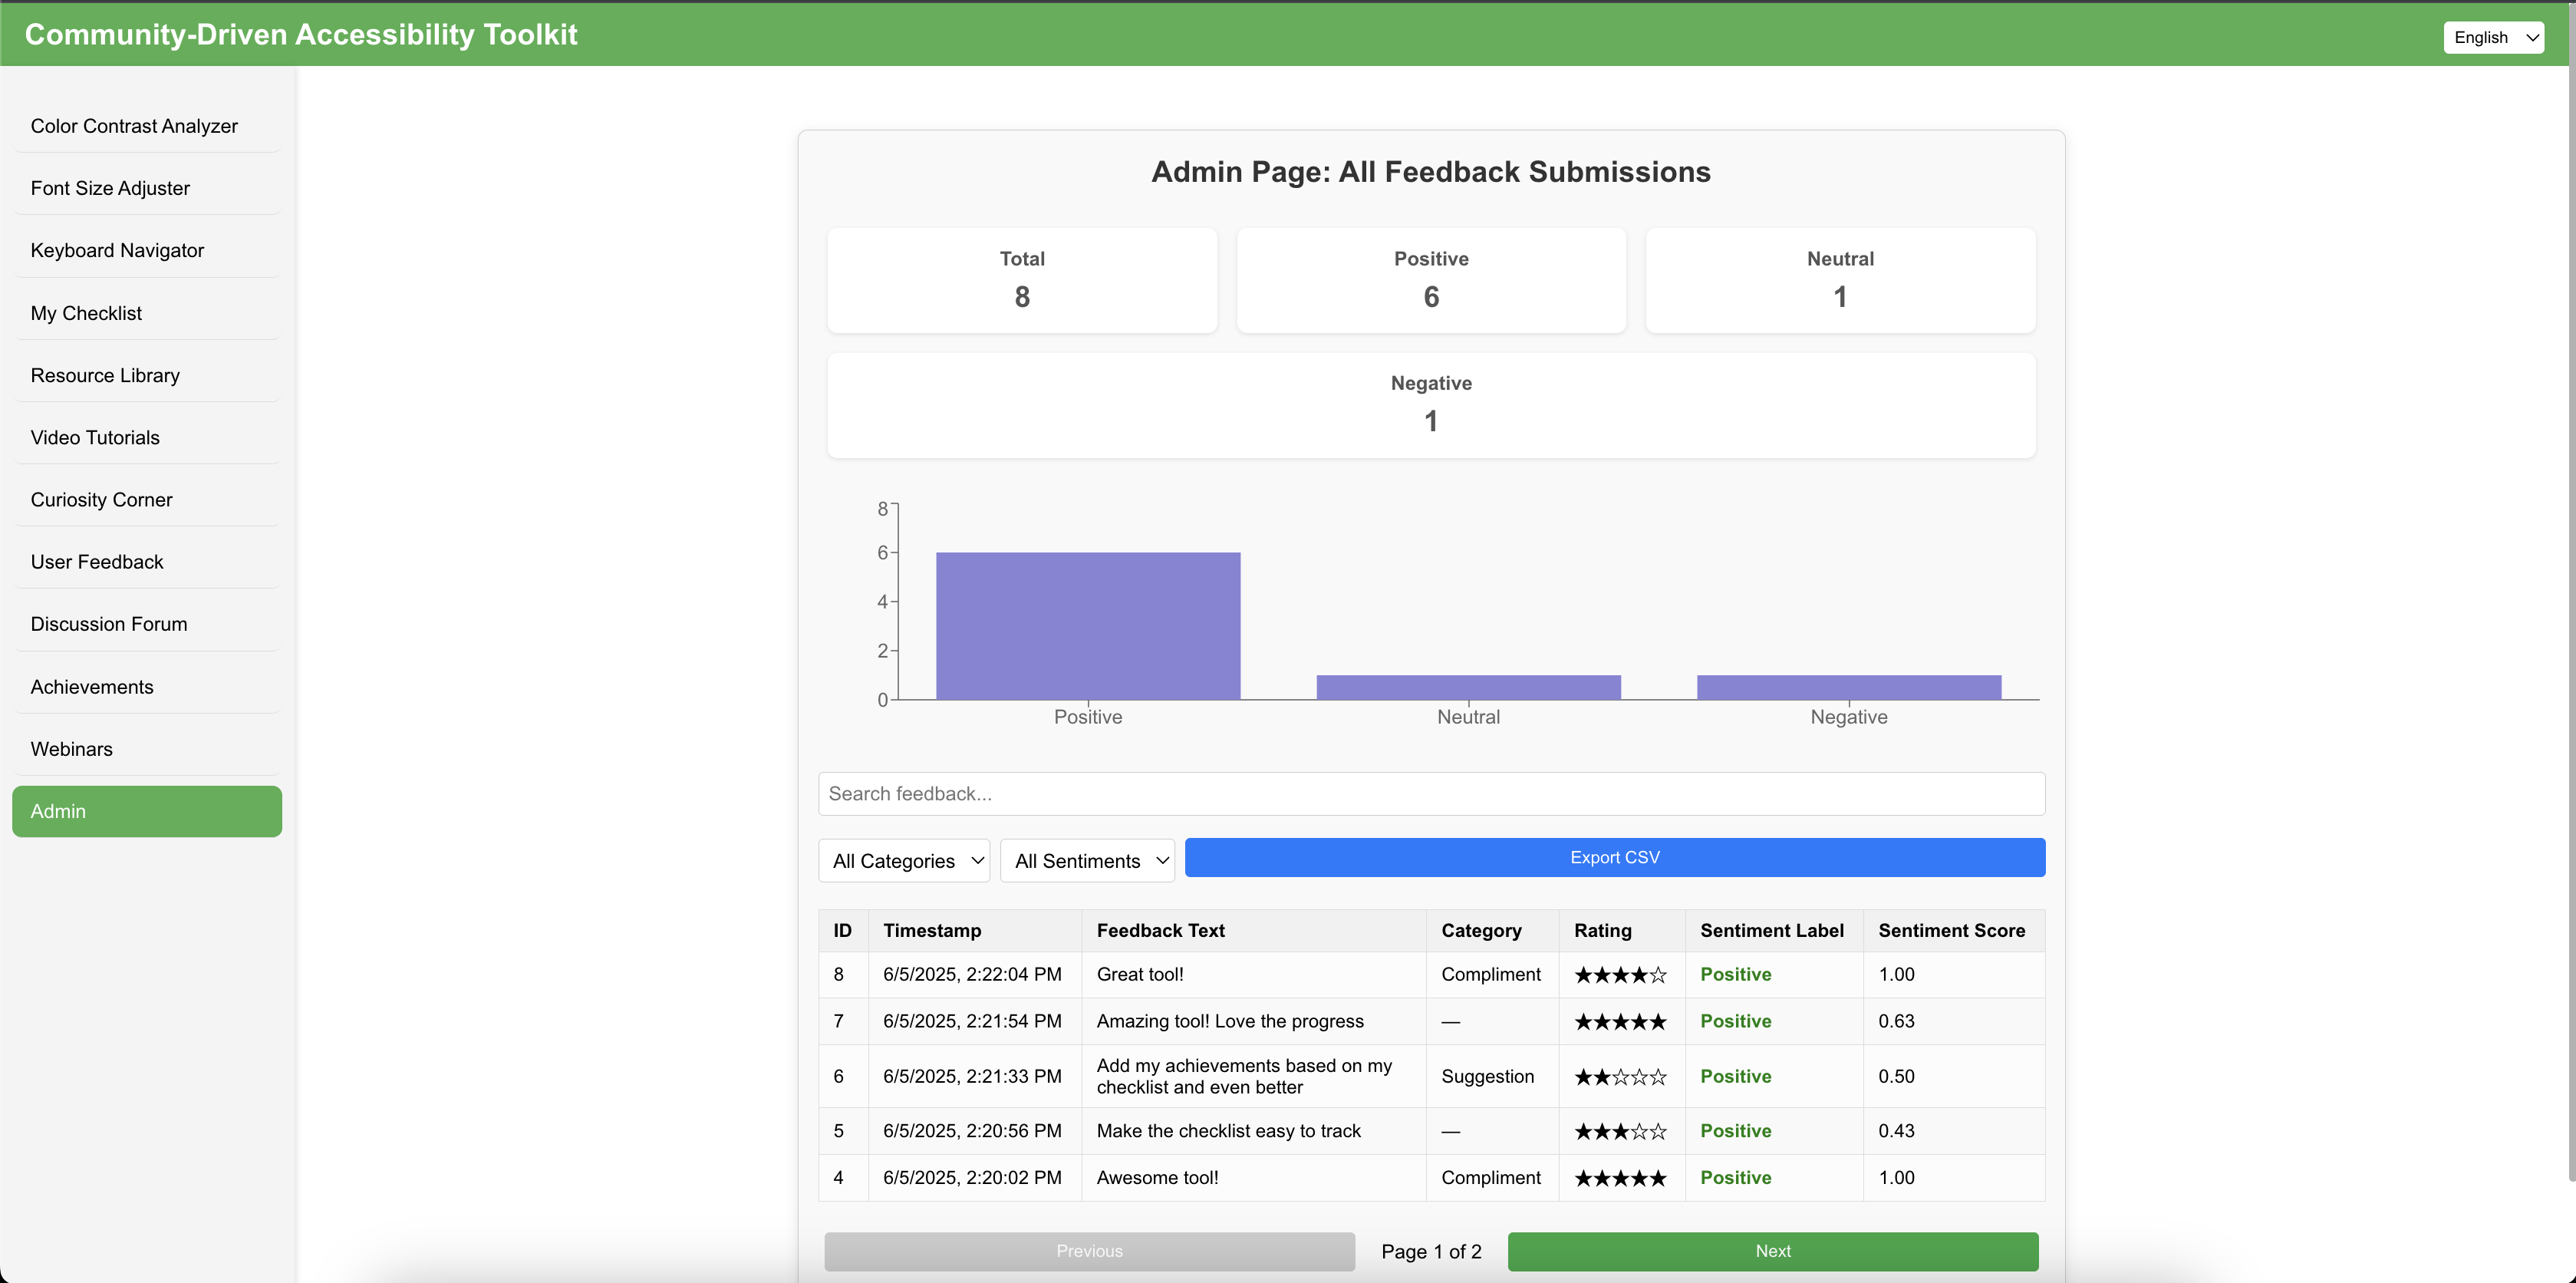 Community-Driven Accessibility Toolkit
English
Color Contrast Analyzer
Font Size Adjuster
Keyboard Navigator
My Checklist
Resource Library
Video Tutorials
Curiosity Corner
User Feedback
Discussion Forum
Achievements
Webinars
Admin
Admin Page: All Feedback Submissions
Total
8
Positive
6
Neutral
1
Negative
1
8
6
4
2
0
Positive Neutral Negative
Search feedback...
All Categories All Sentiments Export CSV
ID Timestamp Feedback Text Category Rating Sentiment Label Sentiment Score
8 6/5/2025, 2:22:04 PM Great tool! Compliment ★★★★☆ Positive 1.00
7 6/5/2025, 2:21:54 PM Amazing tool! Love the progress — ★★★★★ Positive 0.63
6 6/5/2025, 2:21:33 PM Add my achievements based on my
checklist and even better Suggestion ★★☆☆☆ Positive 0.50
5 6/5/2025, 2:20:56 PM Make the checklist easy to track — ★★★☆☆ Positive 0.43
4 6/5/2025, 2:20:02 PM Awesome tool! Compliment ★★★★★ Positive 1.00
Previous Page 1 of 2 Next